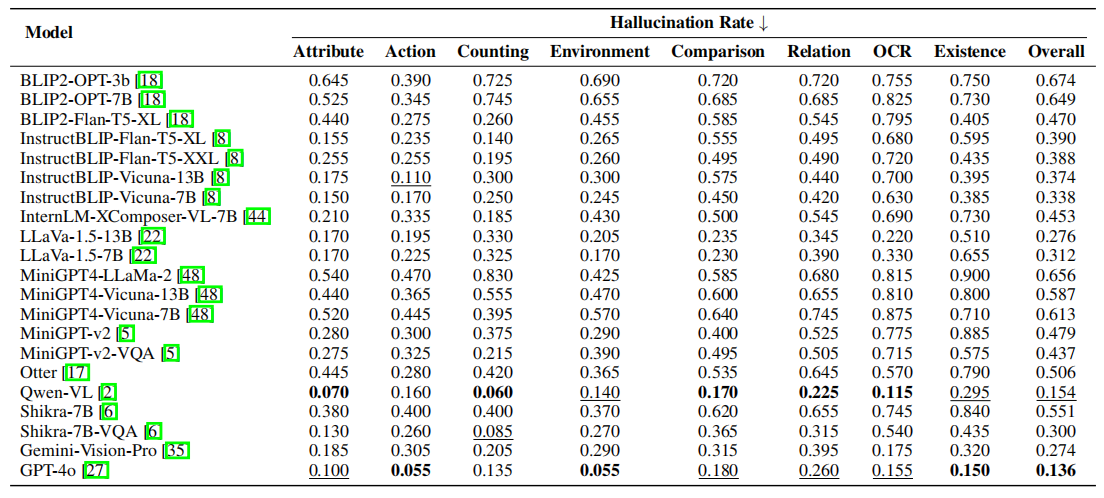 Model Hallucination Rate ↓
Attribute Action Counting Environment Comparison Relation OCR Existence Overall
BLIP2-OPT-3b [18] 0.645 0.390 0.725 0.690 0.720 0.720 0.755 0.750 0.674
BLIP2-OPT-7B [18] 0.525 0.345 0.745 0.655 0.685 0.685 0.825 0.730 0.649
BLIP2-Flan-T5-XL [18] 0.440 0.275 0.260 0.455 0.585 0.545 0.795 0.405 0.470
InstructBLIP-Flan-T5-XL [8] 0.155 0.235 0.140 0.265 0.555 0.495 0.680 0.595 0.390
InstructBLIP-Flan-T5-XXL [8] 0.255 0.255 0.195 0.260 0.495 0.490 0.720 0.435 0.388
InstructBLIP-Vicuna-13B [8] 0.175 0.110 0.300 0.300 0.575 0.440 0.700 0.395 0.374
InstructBLIP-Vicuna-7B [8] 0.150 0.170 0.250 0.245 0.450 0.420 0.630 0.385 0.338
InternLM-XComposer-VL-7B [44] 0.210 0.335 0.185 0.430 0.500 0.545 0.690 0.730 0.453
LLaVa-1.5-13B [22] 0.170 0.195 0.330 0.205 0.235 0.345 0.220 0.510 0.276
LLaVa-1.5-7B [22] 0.170 0.225 0.325 0.170 0.230 0.390 0.330 0.655 0.312
MiniGPT4-LLaMa-2 [48] 0.540 0.470 0.830 0.425 0.585 0.680 0.815 0.900 0.656
MiniGPT4-Vicuna-13B [48] 0.440 0.365 0.555 0.470 0.600 0.655 0.810 0.800 0.587
MiniGPT4-Vicuna-7B [48] 0.520 0.445 0.395 0.570 0.640 0.745 0.875 0.710 0.613
MiniGPT-v2 [5] 0.280 0.300 0.375 0.290 0.400 0.525 0.775 0.885 0.479
MiniGPT-v2-VQA [5] 0.275 0.325 0.215 0.390 0.495 0.505 0.715 0.575 0.437
Otter [17] 0.445 0.280 0.420 0.365 0.535 0.645 0.570 0.790 0.506
Qwen-VL [2] 0.070 0.160 0.060 0.140 0.170 0.225 0.115 0.295 0.154
Shikra-7B [6] 0.380 0.400 0.400 0.370 0.620 0.655 0.745 0.840 0.551
Shikra-7B-VQA [6] 0.130 0.260 0.085 0.270 0.365 0.315 0.540 0.435 0.300
Gemini-Vision-Pro [35] 0.185 0.305 0.205 0.290 0.315 0.395 0.175 0.320 0.274
GPT-4o [27] 0.100 0.055 0.135 0.055 0.180 0.260 0.155 0.150 0.136